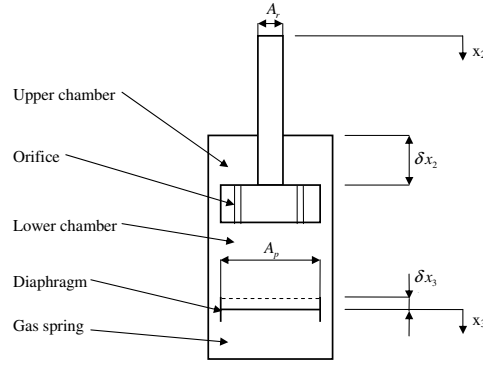 A_r
x_2
Upper chamber
δx_2
Orifice
Lower chamber
A_p
Diaphragm
δx_3
x_3
Gas spring